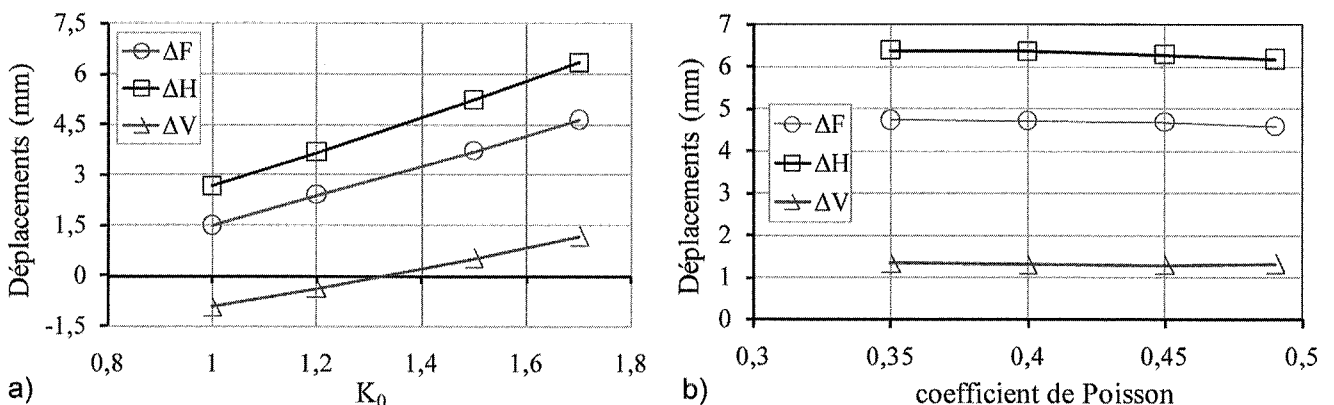 Déplacements (mm)
7,5
6
4,5
3
1,5
0
-1,5
ΔF
ΔH
ΔV
0,8
1
1,2
1,4
1,6
1,8
K₀
a)
Déplacements (mm)
7
6
5
4
3
2
1
0
ΔF
ΔH
ΔV
0,3
0,35
0,4
0,45
0,5
coefficient de Poisson
b)